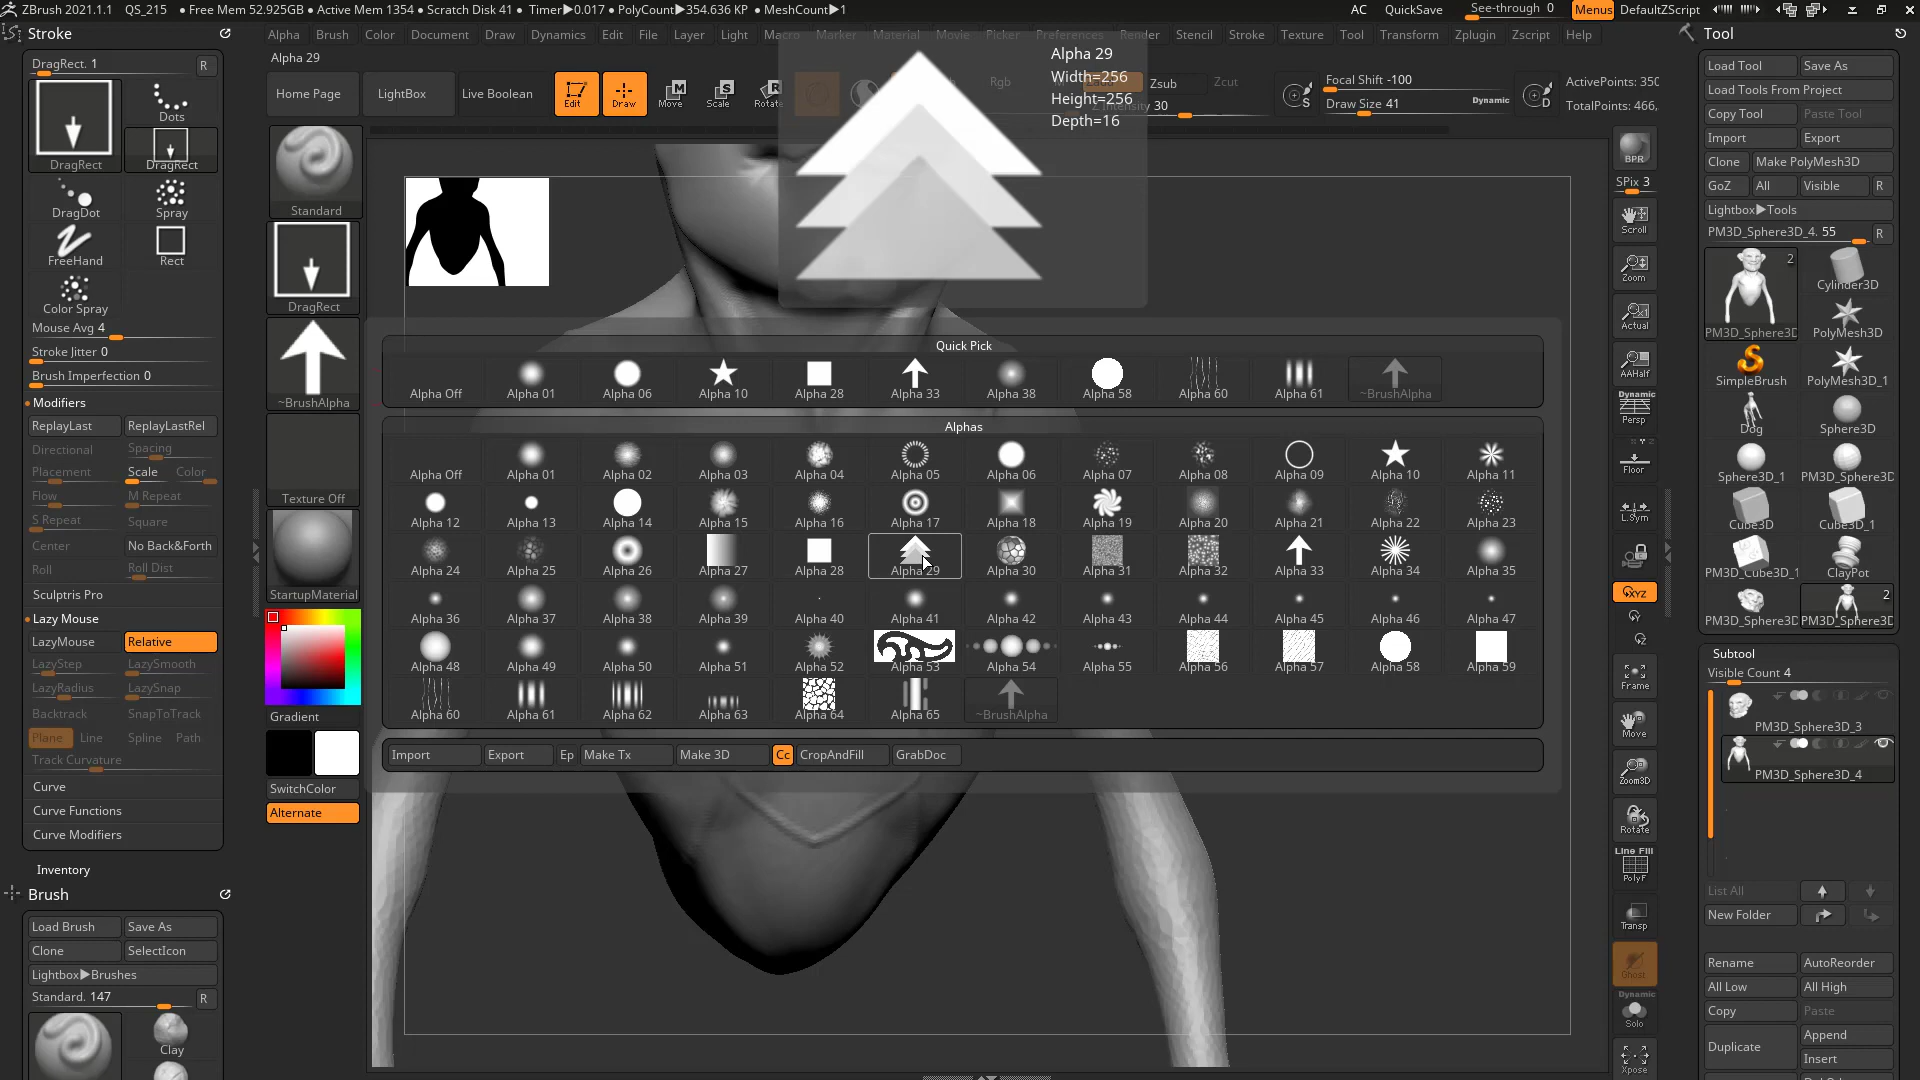 ZBrush 2021.1.1 QS_215 • Free Mem 52.925GB • Active Mem 1354 • Scratch Disk 41 • Timer▶0.017 • PolyCount▶354.636 KP • MeshCount▶1 AC QuickSave See-through 0 Menus DefaultZScript
Alpha Brush Color Document Draw Dynamics Edit File Layer Light Macro Marker Material Movie Picker Preferences Render Stencil Stroke Texture Tool Transform Zplugin Zscript Help
Alpha 29
Home Page LightBox Live Boolean Edit Draw Move Scale Rotate Rgb Zsub Zcut
Z Intensity 30
Focal Shift -100
Draw Size 41 Dynamic
S D
ActivePoints: 350
TotalPoints: 466,
Alpha 29
Width=256
Height=256
Depth=16
Stroke
DragRect. 1 R
DragRect Dots
DragRect
DragDot Spray
FreeHand Rect
Color Spray
Mouse Avg 4
Stroke Jitter 0
Brush Imperfection 0
Modifiers
ReplayLast ReplayLastRel
Directional Spacing
Placement Scale Color
Flow M Repeat
S Repeat Square
Center No Back&Forth
Roll Roll Dist
Sculptris Pro
Lazy Mouse
LazyMouse Relative
LazyStep LazySmooth
LazyRadius LazySnap
Backtrack SnapToTrack
Plane Line Spline Path
Track Curvature
Curve
Curve Functions
Curve Modifiers
Inventory
Brush
Load Brush Save As
Clone SelectIcon
Lightbox▶Brushes
Standard. 147 R
Clay
Standard
DragRect
~BrushAlpha
Texture Off
StartupMaterial
Gradient
SwitchColor
Alternate
Quick Pick
Alpha Off Alpha 01 Alpha 06 Alpha 10 Alpha 28 Alpha 33 Alpha 38 Alpha 58 Alpha 60 Alpha 61 ~BrushAlpha
Alphas
Alpha Off Alpha 01 Alpha 02 Alpha 03 Alpha 04 Alpha 05 Alpha 06 Alpha 07 Alpha 08 Alpha 09 Alpha 10 Alpha 11
Alpha 12 Alpha 13 Alpha 14 Alpha 15 Alpha 16 Alpha 17 Alpha 18 Alpha 19 Alpha 20 Alpha 21 Alpha 22 Alpha 23
Alpha 24 Alpha 25 Alpha 26 Alpha 27 Alpha 28 Alpha 29 Alpha 30 Alpha 31 Alpha 32 Alpha 33 Alpha 34 Alpha 35
Alpha 36 Alpha 37 Alpha 38 Alpha 39 Alpha 40 Alpha 41 Alpha 42 Alpha 43 Alpha 44 Alpha 45 Alpha 46 Alpha 47
Alpha 48 Alpha 49 Alpha 50 Alpha 51 Alpha 52 Alpha 53 Alpha 54 Alpha 55 Alpha 56 Alpha 57 Alpha 58 Alpha 59
Alpha 60 Alpha 61 Alpha 62 Alpha 63 Alpha 64 Alpha 65 ~BrushAlpha
Import Export Ep Make Tx Make 3D Cc CropAndFill GrabDoc
BPR
SPix 3
Scroll
Zoom
Actual
AAHalf
Dynamic
Persp
Floor
L.Sym
XYZ
Frame
Move
Zoom3D
Rotate
Line Fill
PolyF
Transp
Ghost
Dynamic
Solo
Xpose
Tool
Load Tool Save As
Load Tools From Project
Copy Tool Paste Tool
Import Export
Clone Make PolyMesh3D
GoZ All Visible R
Lightbox▶Tools
PM3D_Sphere3D_4. 55 R
2
PM3D_Sphere3D Cylinder3D
PolyMesh3D
SimpleBrush PolyMesh3D_1
Dog Sphere3D
Sphere3D_1 PM3D_Sphere3D
Cube3D Cube3D_1
PM3D_Cube3D_1 ClayPot
2
PM3D_Sphere3D PM3D_Sphere3D
Subtool
Visible Count 4
PM3D_Sphere3D_3
PM3D_Sphere3D_4
List All
New Folder
Rename AutoReorder
All Low All High
Copy Paste
Duplicate Append
Insert